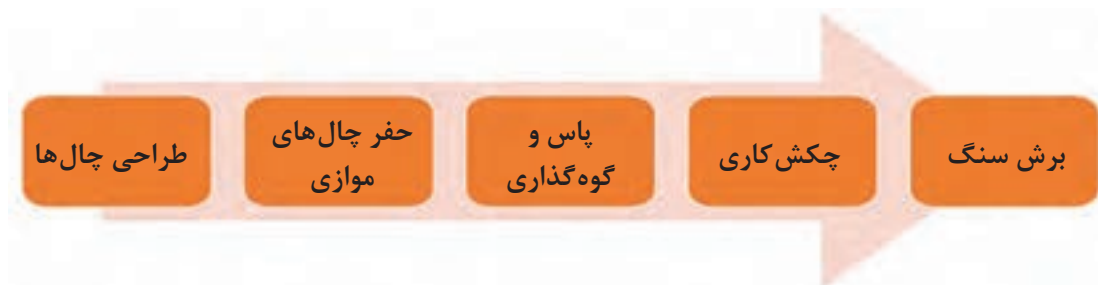 طراحی چال‌ها
حفر چال‌های
موازی
پاس و
گوه‌گذاری
چکش‌کاری
برش سنگ